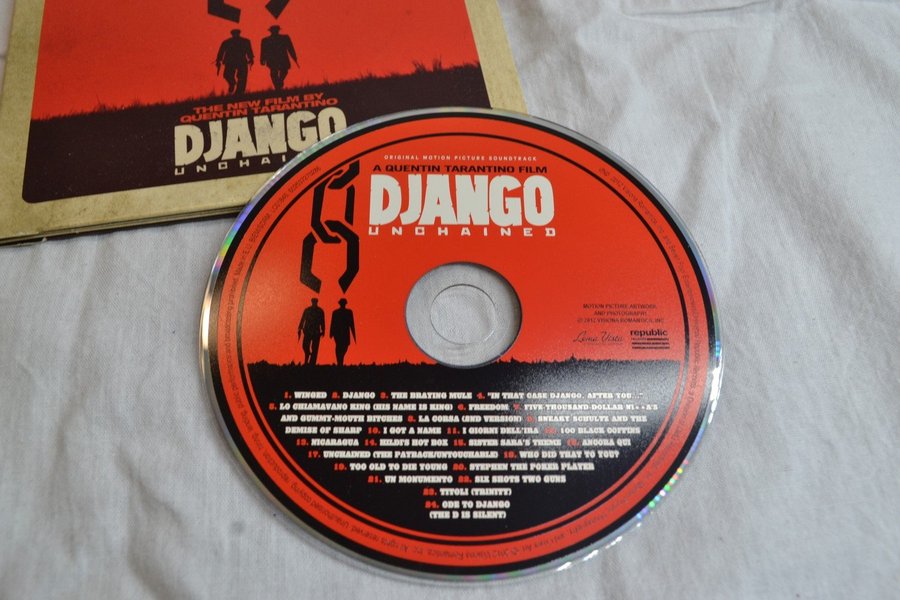 THE NEW FILM BY
QUENTIN TARANTINO
DJANGO
UNCHAINED
ORIGINAL MOTION PICTURE SOUNDTRACK
A QUENTIN TARANTINO FILM
DJANGO
UNCHAINED
MOTION PICTURE ARTWORK
AND PHOTOGRAPHY
© 2012 VISIONA ROMANTICA, INC.
Loma Vista republic
1. WINGED 2. DJANGO 3. THE BRAYING MULE 4. "IN THAT CASE DJANGO, AFTER YOU..."
5. LO CHIAMAVANO KING (HIS NAME IS KING) 6. FREEDOM 7. FIVE-THOUSAND-DOLLAR NI**A'S
AND GUMMY-MOUTH BITCHES 8. LA CORSA (2ND VERSION) 9. SNEAKY SCHULTZ AND THE
DEMISE OF SHARP 10. I GOT A NAME 11. I GIORNI DELL'IRA 12. 100 BLACK COFFINS
13. NICARAGUA 14. HILDI'S HOT BOX 15. SISTER SARA'S THEME 16. ANCORA QUI
17. UNCHAINED (THE PAYBACK/UNTOUCHABLE) 18. WHO DID THAT TO YOU?
19. TOO OLD TO DIE YOUNG 20. STEPHEN THE POKER PLAYER
21. UN MONUMENTO 22. SIX SHOTS TWO GUNS
23. TITOLI (TRINITY)
24. ODE TO DJANGO
(THE D IS SILENT)